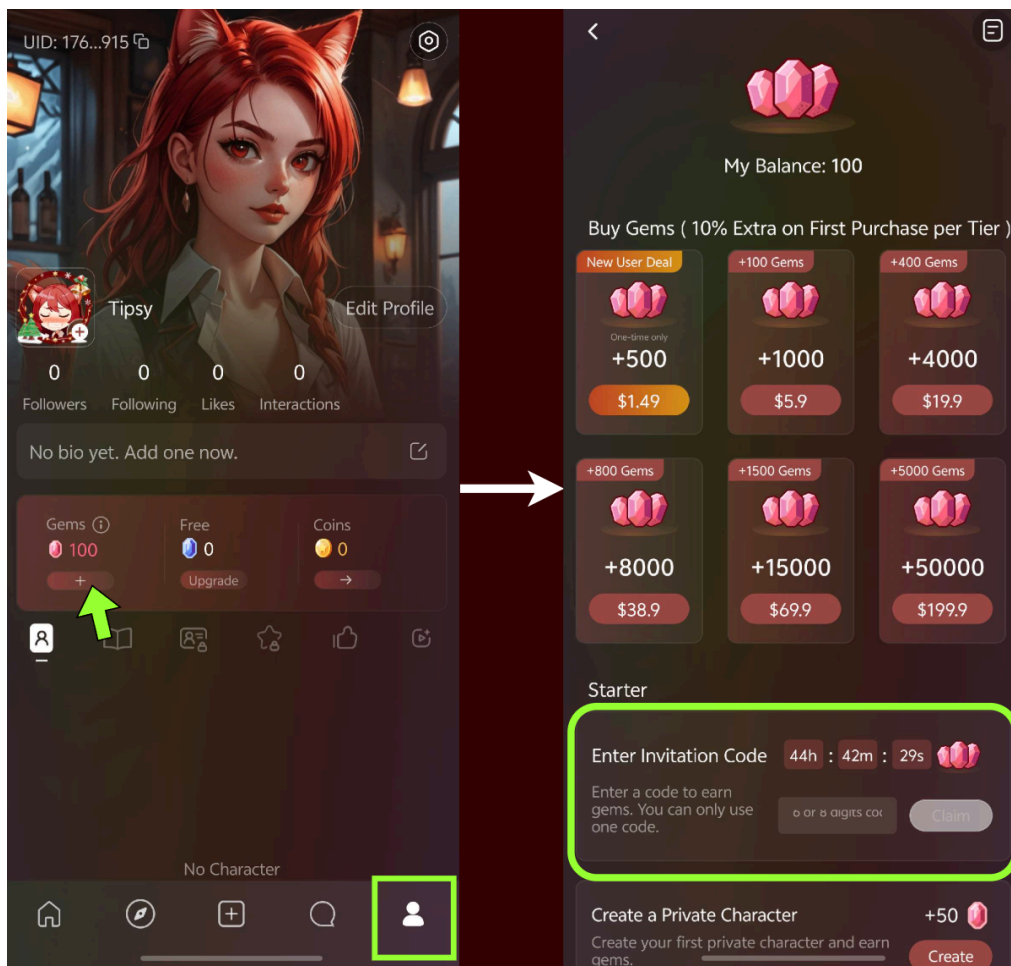 UID: 176...915
Tipsy
Edit Profile
0
0
0
0
Followers
Following
Likes
Interactions
No bio yet. Add one now.
Gems
Free
Coins
100
0
0
+
Upgrade
→
No Character
My Balance: 100
Buy Gems ( 10% Extra on First Purchase per Tier )
New User Deal
One-time only
+500
$1.49
+100 Gems
+1000
$5.9
+400 Gems
+4000
$19.9
+800 Gems
+8000
$38.9
+1500 Gems
+15000
$69.9
+5000 Gems
+50000
$199.9
Starter
Enter Invitation Code
44h : 42m : 29s
Enter a code to earn
gems. You can only use
one code.
6 or 8 digits coc
Claim
Create a Private Character
+50
Create your first private character and earn
gems.
Create